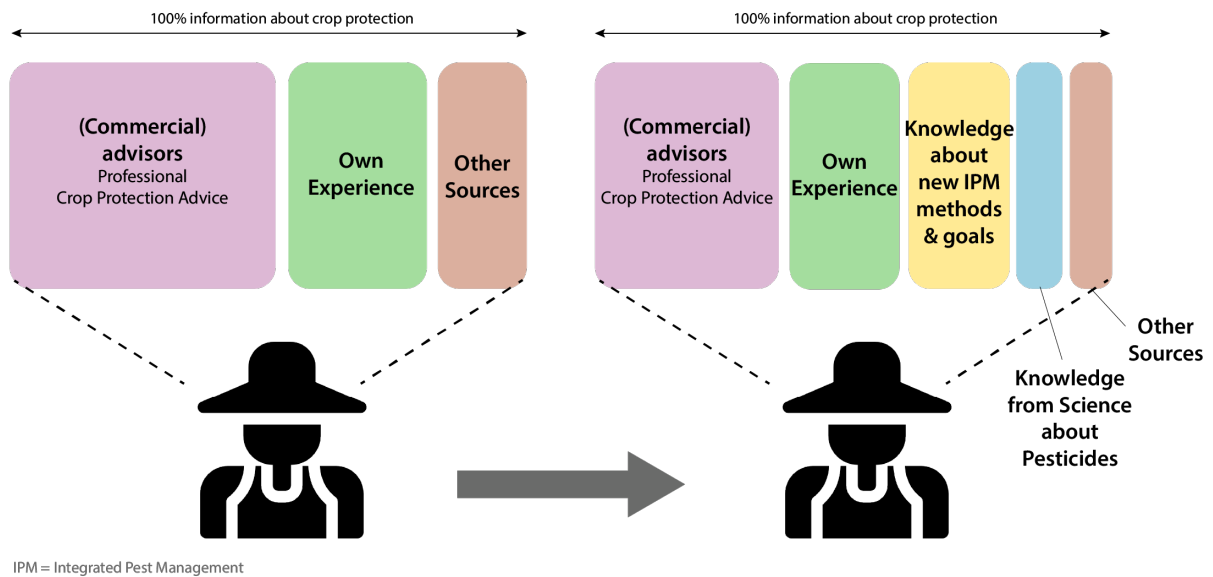 100% information about crop protection
(Commercial)
advisors
Professional
Crop Protection Advice
Own
Experience
Other
Sources
100% information about crop protection
(Commercial)
advisors
Professional
Crop Protection Advice
Own
Experience
Knowledge
about
new IPM
methods
& goals
Other
Sources
Knowledge
from Science
about
Pesticides
IPM = Integrated Pest Management